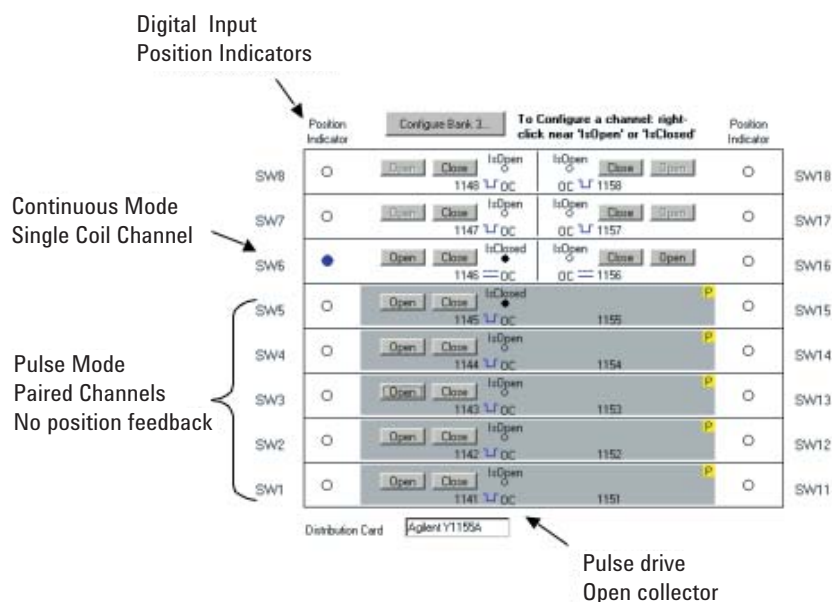 Digital Input
Position Indicators
Position
Indicator
Configure Bank 3...
To Configure a channel: right-
click near 'IsOpen' or 'IsClosed'
Position
Indicator
SW8 Open Close IsOpen IsOpen Close Open SW18
1148 OC OC 1158
Continuous Mode
Single Coil Channel
SW7 Open Close IsOpen IsOpen Close Open SW17
1147 OC OC 1157
SW6 Open Close IsClosed IsOpen Close Open SW16
1146 OC OC 1156
Pulse Mode
Paired Channels
No position feedback
SW5 Open Close IsClosed P SW15
1145 OC 1155
SW4 Open Close IsOpen P SW14
1144 OC 1154
SW3 Open Close IsOpen P SW13
1143 OC 1153
SW2 Open Close IsOpen P SW12
1142 OC 1152
SW1 Open Close IsOpen P SW11
1141 OC 1151
Distribution Card Agilent Y1155A
Pulse drive
Open collector